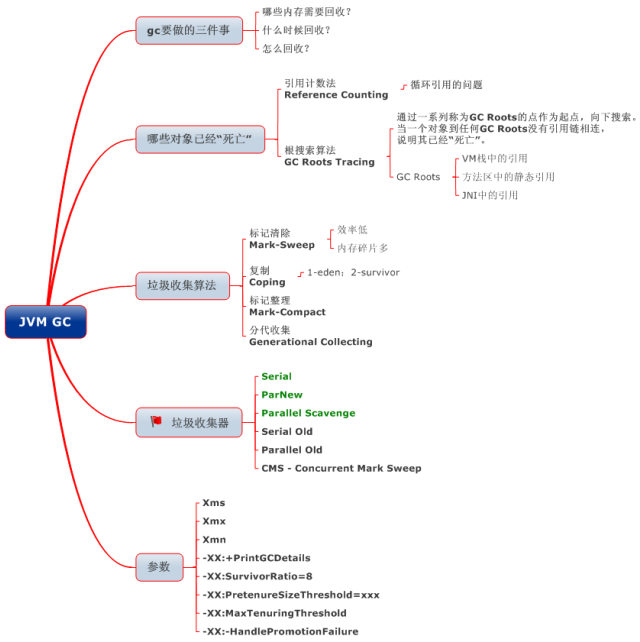 JVM GC
gc要做的三件事
哪些内存需要回收?
什么时候回收?
怎么回收?
哪些对象已经“死亡”
引用计数法
Reference Counting
循环引用的问题
根搜索算法
GC Roots Tracing
通过一系列称为GC Roots的点作为起点，向下搜索。
当一个对象到任何GC Roots没有引用链相连，
说明其已经“死亡”。
GC Roots
VM栈中的引用
方法区中的静态引用
JNI中的引用
垃圾收集算法
标记清除
Mark-Sweep
效率低
内存碎片多
复制
Coping
1-eden；2-survivor
标记整理
Mark-Compact
分代收集
Generational Collecting
垃圾收集器
Serial
ParNew
Parallel Scavenge
Serial Old
Parallel Old
CMS - Concurrent Mark Sweep
参数
Xms
Xmx
Xmn
-XX:+PrintGCDetails
-XX:SurvivorRatio=8
-XX:PretenureSizeThreshold=xxx
-XX:MaxTenuringThreshold
-XX:-HandlePromotionFailure